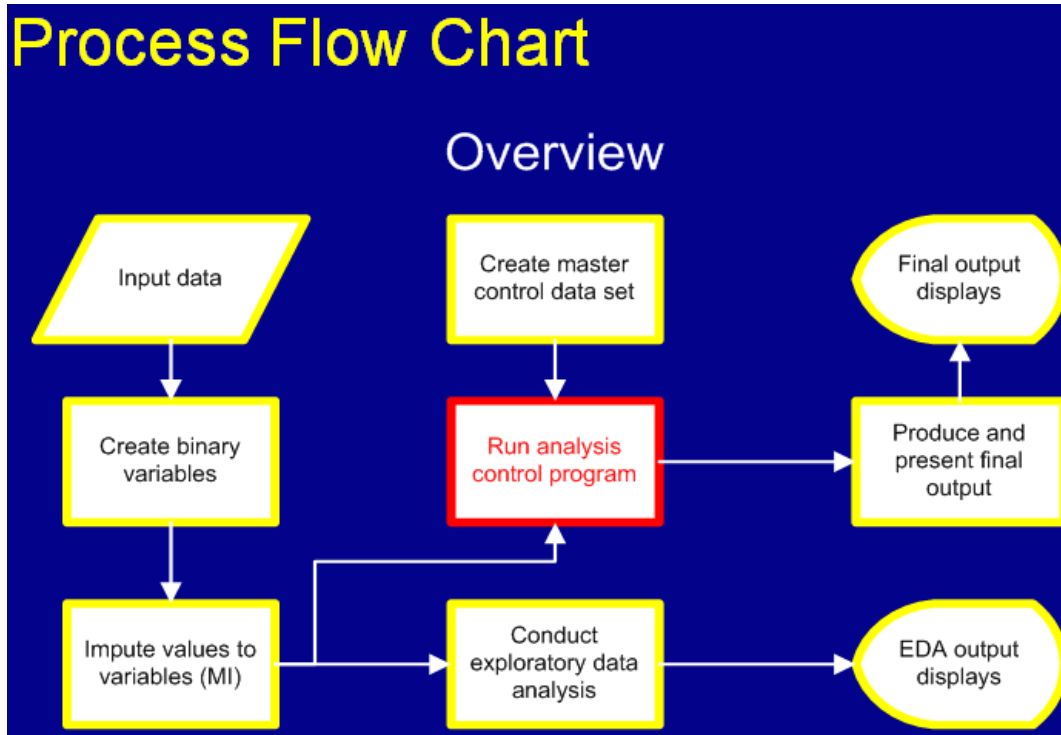 Process Flow Chart
Overview
Input data
Create master
control data set
Final output
displays
Create binary
variables
Run analysis
control program
Produce and
present final
output
Impute values to
variables (MI)
Conduct
exploratory data
analysis
EDA output
displays